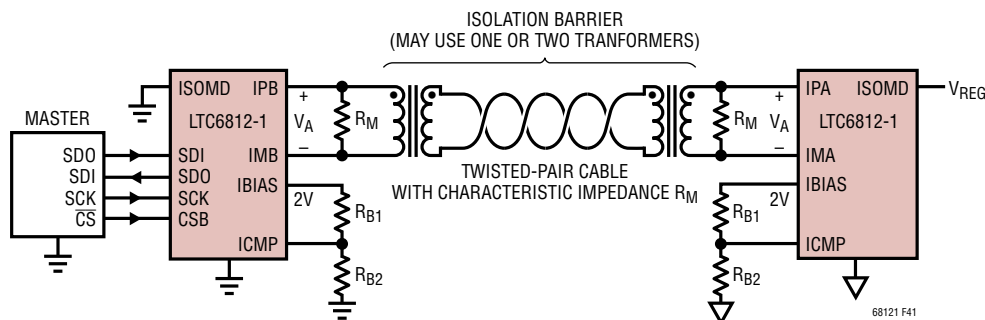 ISOLATION BARRIER
(MAY USE ONE OR TWO TRANFORMERS)
MASTER
SDO
SDI
SCK
CS
ISOMD
IPB
LTC6812-1
SDI
SDO
SCK
CSB
IMB
IBIAS
ICMP
+
VA
–
2V
RM
RB1
RB2
TWISTED-PAIR CABLE
WITH CHARACTERISTIC IMPEDANCE RM
RM
+
VA
–
2V
RB1
RB2
IPA
ISOMD
LTC6812-1
IMA
IBIAS
ICMP
VREG
68121 F41